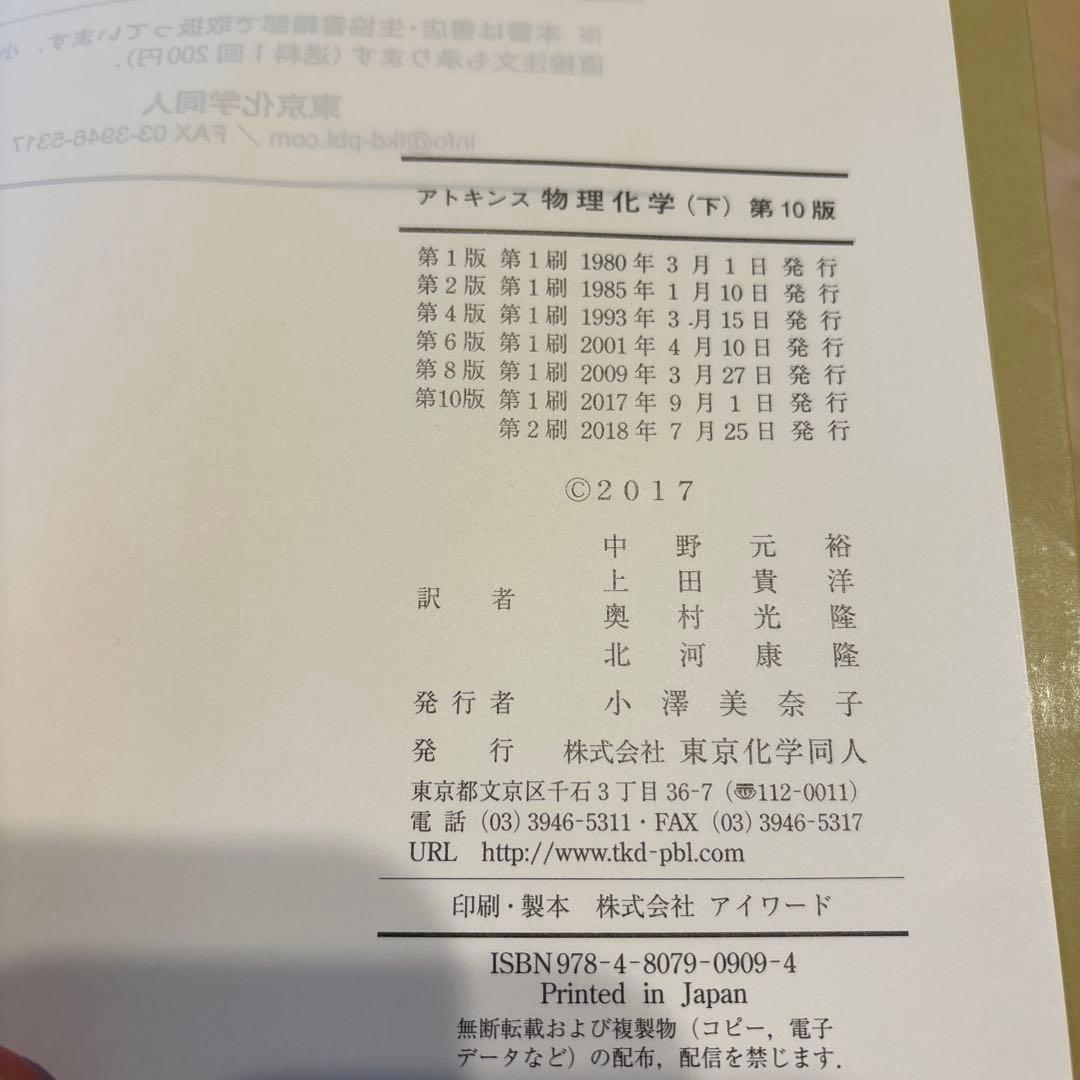 ※ 本書は書店・生協書籍部で取扱っています．小
直接注文も承ります（送料1回200円）．
東京化学同人
info@tkd-pbl.com ／ FAX 03-3946-5317
アトキンス 物理化学（下） 第10版
第1版 第1刷 1980年 3月 1日 発行
第2版 第1刷 1985年 1月10日 発行
第4版 第1刷 1993年 3月15日 発行
第6版 第1刷 2001年 4月10日 発行
第8版 第1刷 2009年 3月27日 発行
第10版 第1刷 2017年 9月 1日 発行
第2刷 2018年 7月25日 発行
©2017
中野元裕
訳者 上田貴洋
奥村光隆
北河康隆
発行者 小澤美奈子
発行 株式会社 東京化学同人
東京都文京区千石3丁目36-7（〠112-0011）
電話 (03) 3946-5311・FAX (03) 3946-5317
URL http://www.tkd-pbl.com
印刷・製本 株式会社 アイワード
ISBN978-4-8079-0909-4
Printed in Japan
無断転載および複製物（コピー，電子
データなど）の配布，配信を禁じます．